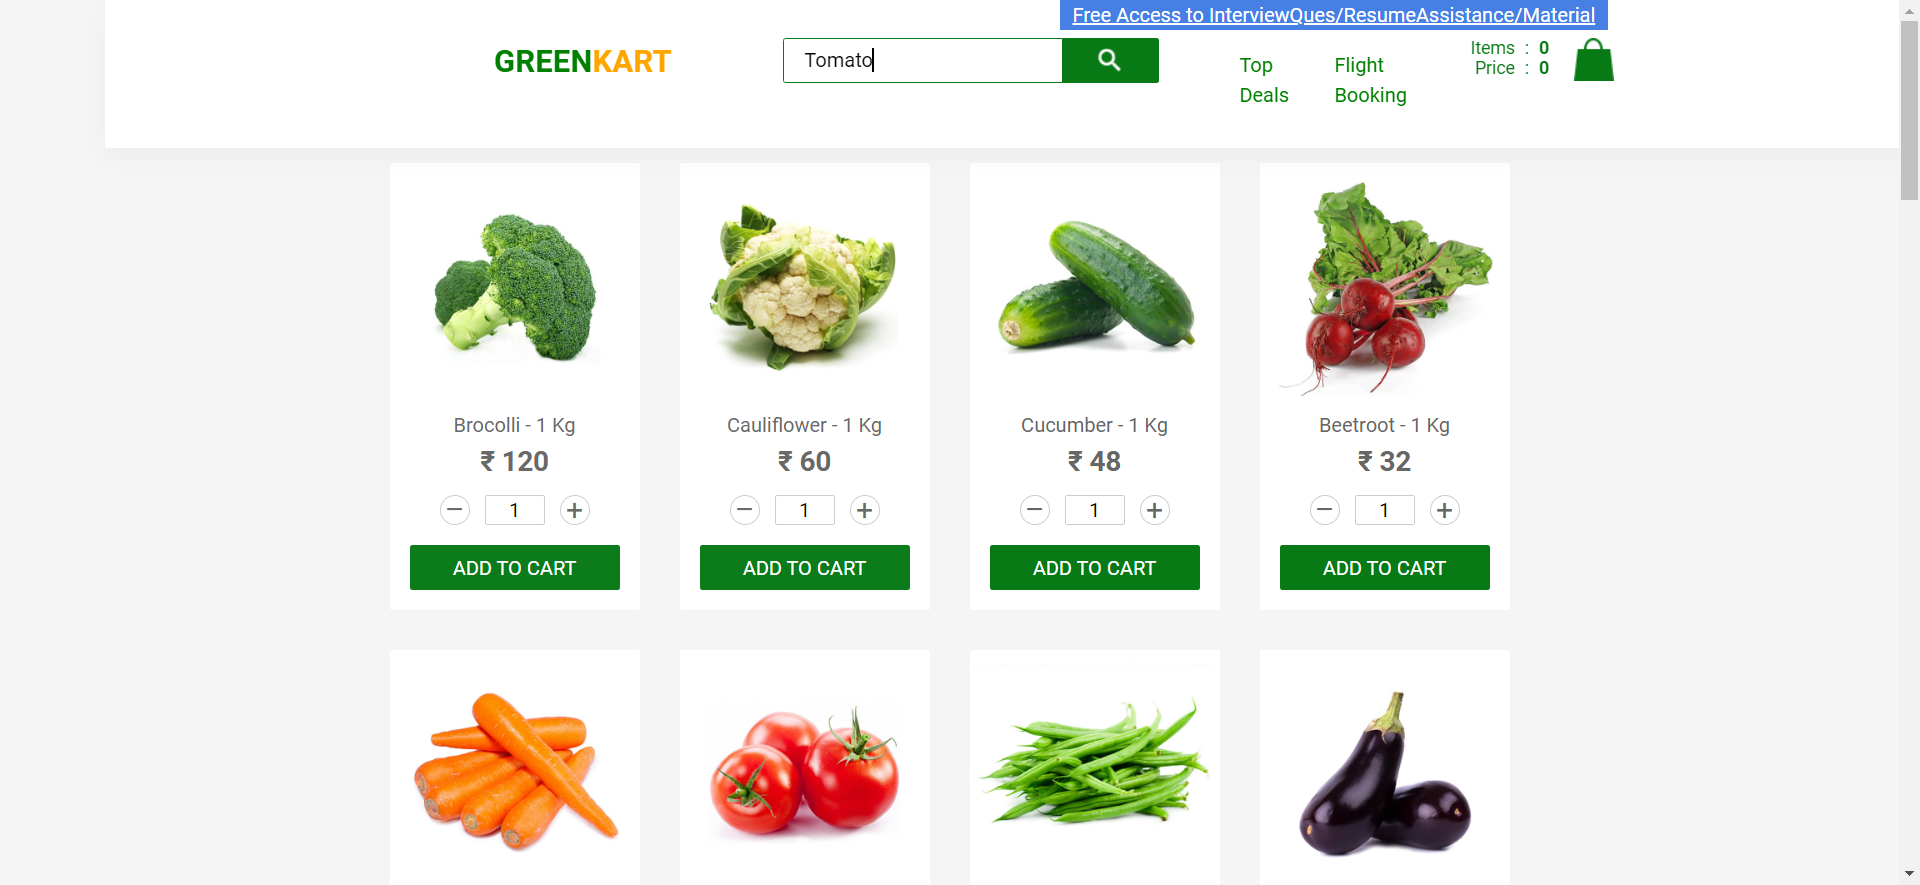 Free Access to InterviewQues/ResumeAssistance/Material
GREENKART
Tomato
Top Deals
Flight Booking
Items : 0
Price : 0
Brocolli - 1 Kg
₹ 120
− 1 +
ADD TO CART
Cauliflower - 1 Kg
₹ 60
− 1 +
ADD TO CART
Cucumber - 1 Kg
₹ 48
− 1 +
ADD TO CART
Beetroot - 1 Kg
₹ 32
− 1 +
ADD TO CART